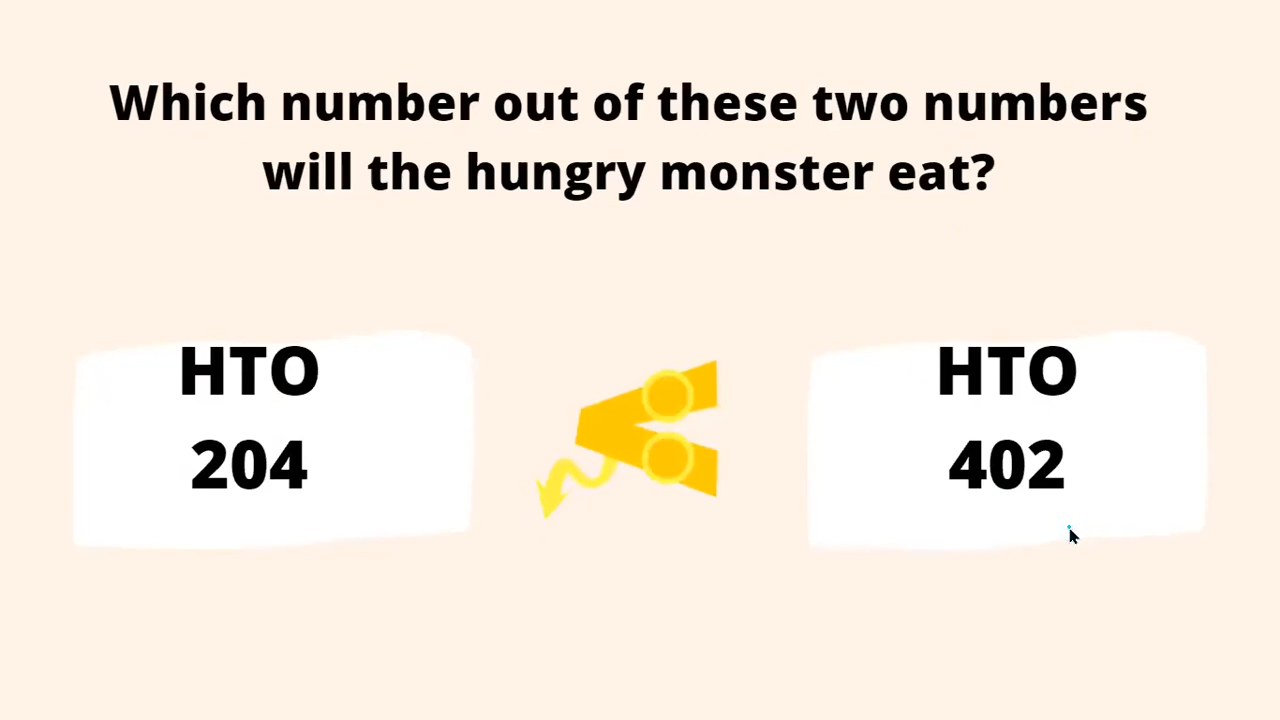 Which number out of these two numbers
will the hungry monster eat?
HTO
204
HTO
402